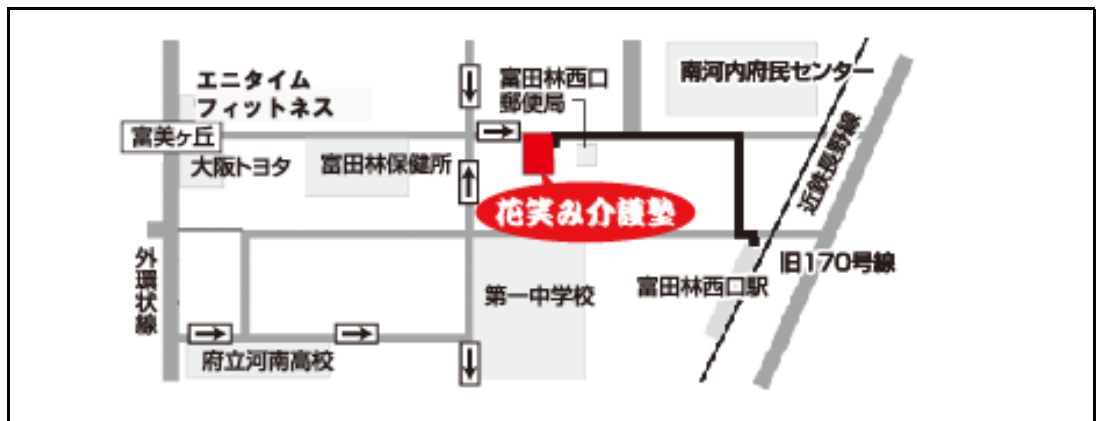 エニタイム
フィットネス
富田林西口
郵便局
南河内府民センター
富美ヶ丘
大阪トヨタ
富田林保健所
近鉄長野線
花笑み介護塾
外環状線
第一中学校
富田林西口駅
旧170号線
府立河南高校